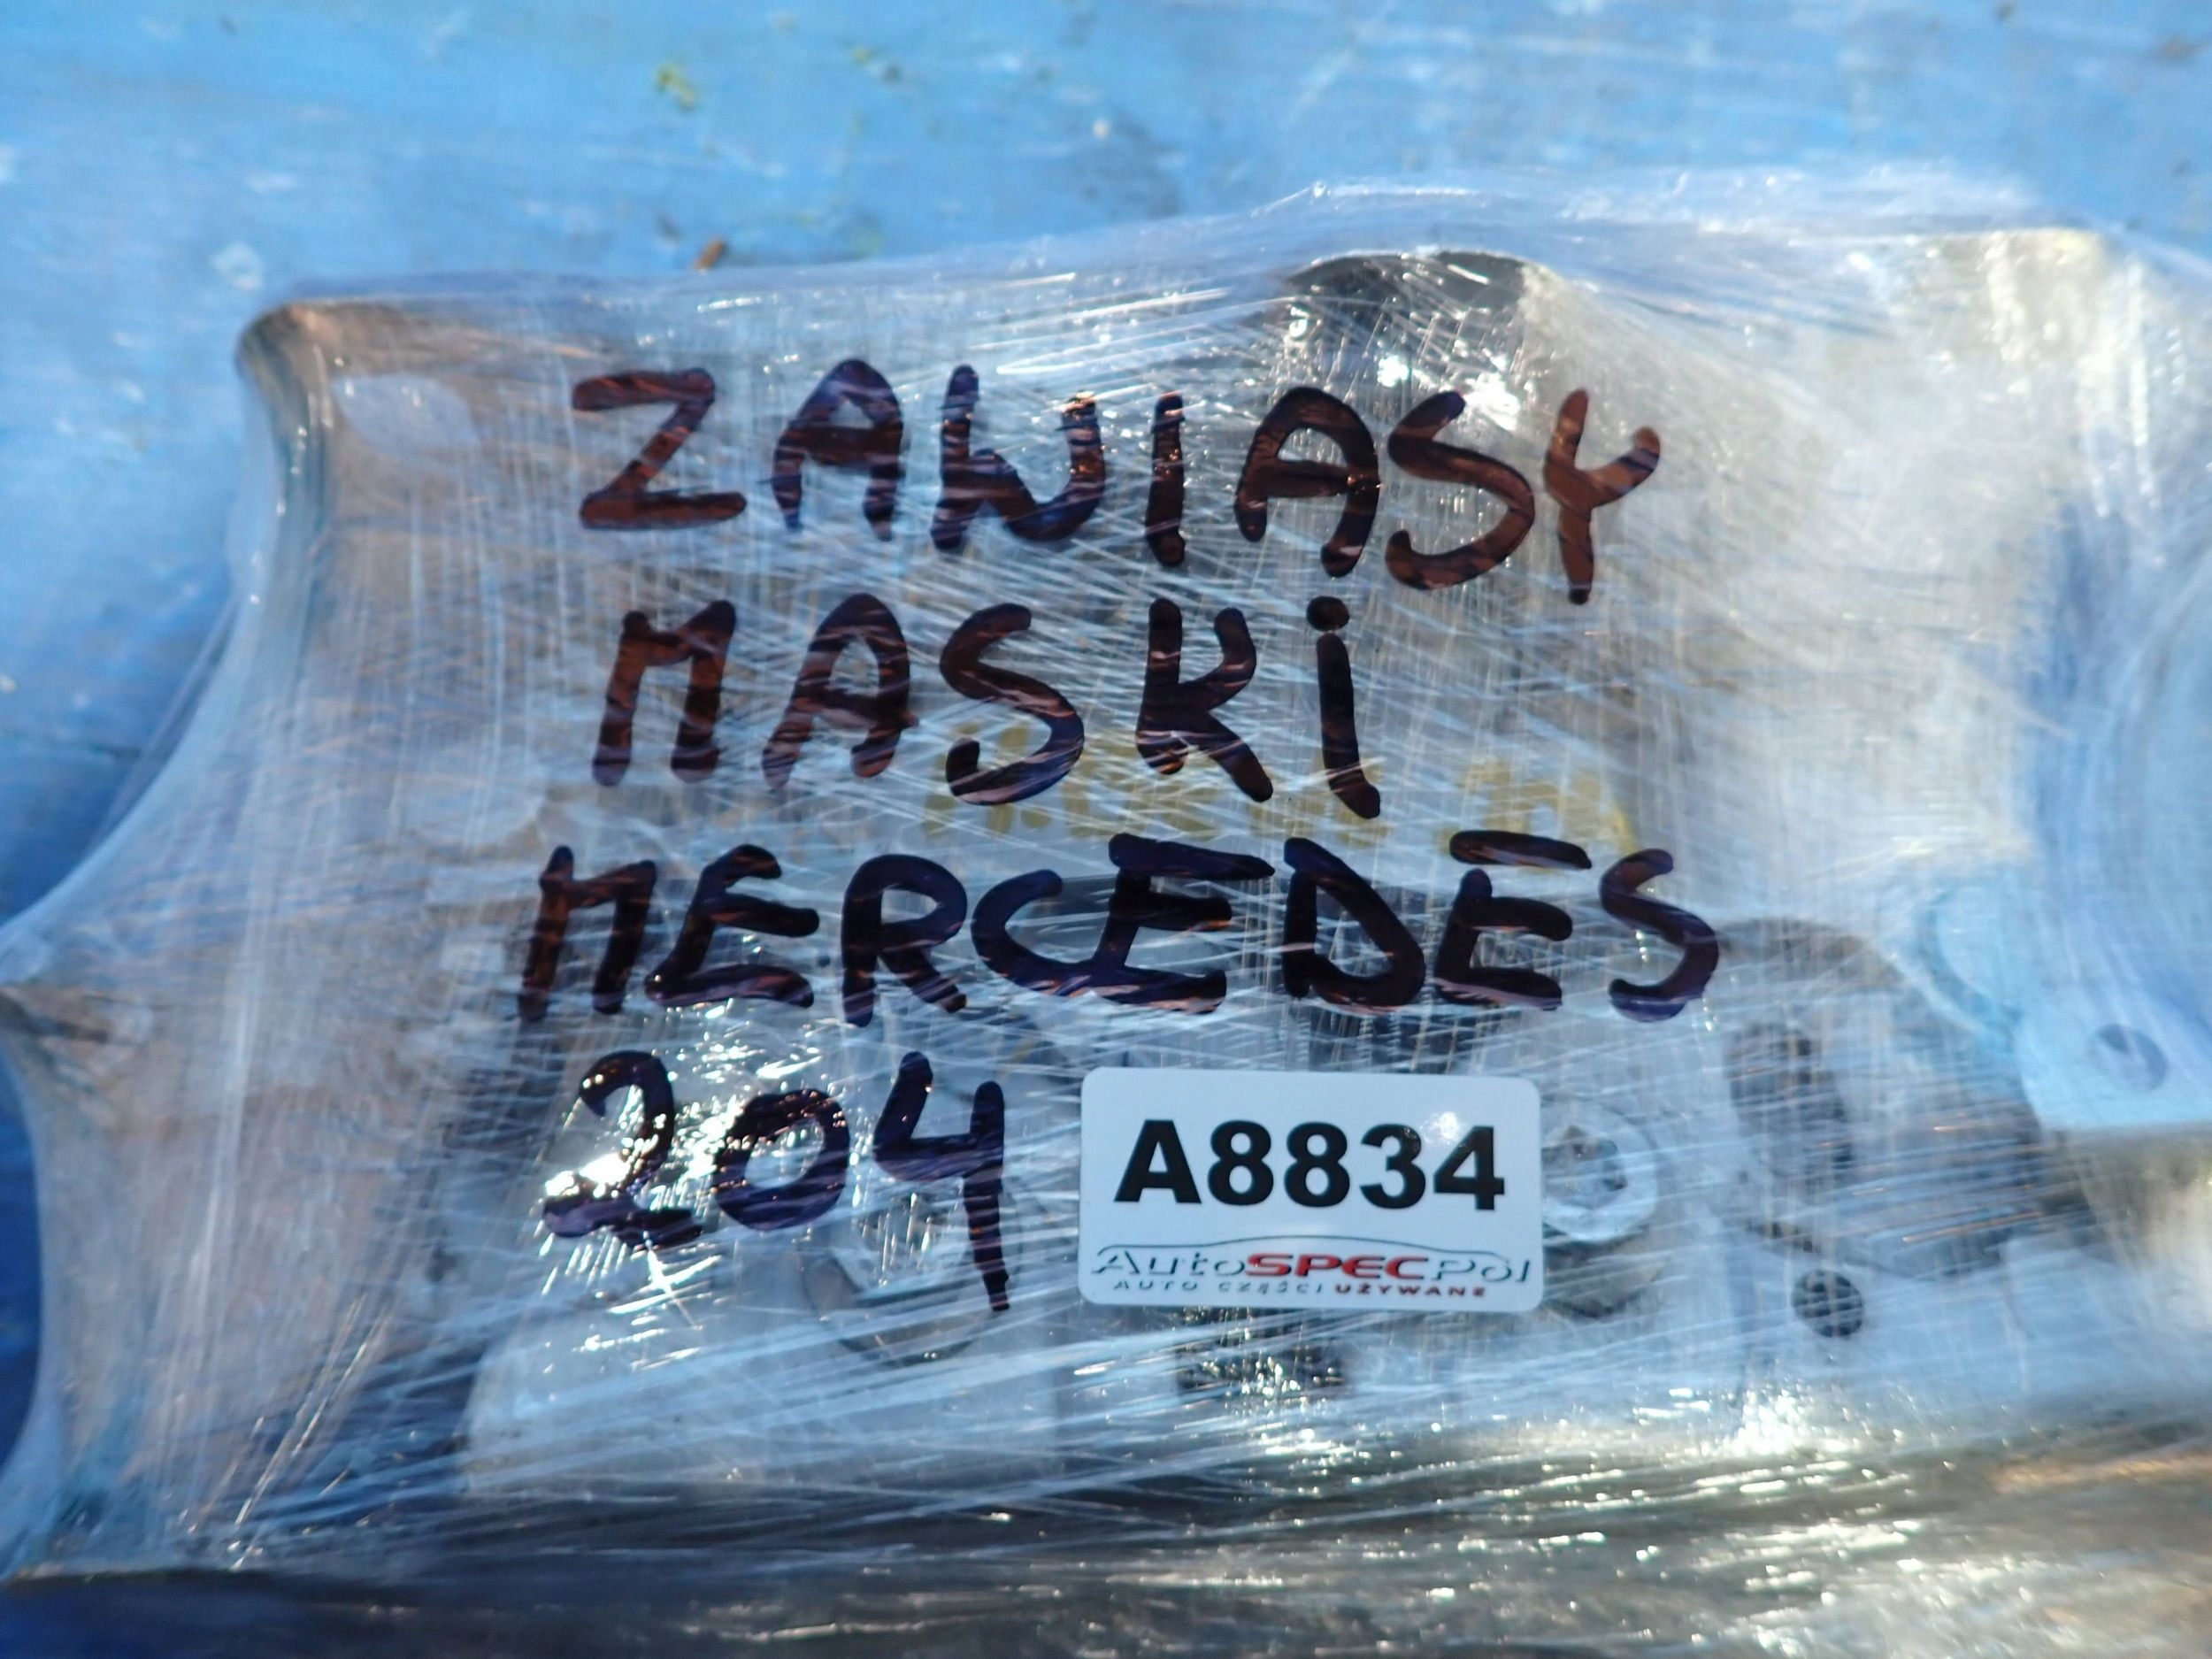 ZAWIASY
MASKi
MERCEDES
204
A8834
AutoSPECPol
AUTO CZĘŚCI UŻYWANE